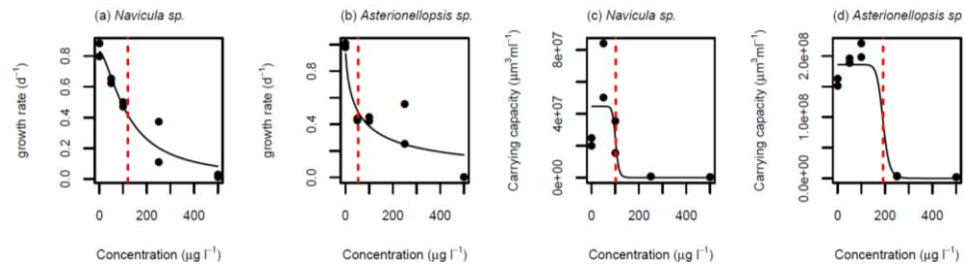 (a) Navicula sp.
growth rate (d⁻¹)
0.0 0.2 0.4 0.6 0.8
0 200 400
Concentration (µg l⁻¹)
(b) Asterionellopsis sp.
growth rate (d⁻¹)
0.0 0.4 0.8
0 200 400
Concentration (µg l⁻¹)
(c) Navicula sp.
Carrying capacity (µm³ml⁻¹)
0e+00 4e+07 8e+07
0 200 400
Concentration (µg l⁻¹)
(d) Asterionellopsis sp
Carrying capacity (µm³ml⁻¹)
0.0e+00 1.0e+08 2.0e+08
0 200 400
Concentration (µg l⁻¹)